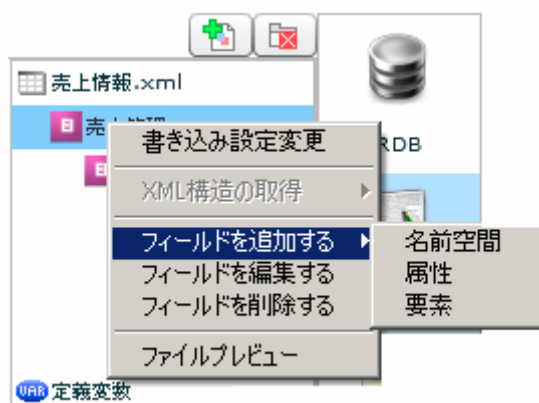 売上情報.xml
売上管理
RDB
書き込み設定変更
XML構造の取得
フィールドを追加する
フィールドを編集する
フィールドを削除する
ファイルプレビュー
名前空間
属性
要素
VAR 定義変数